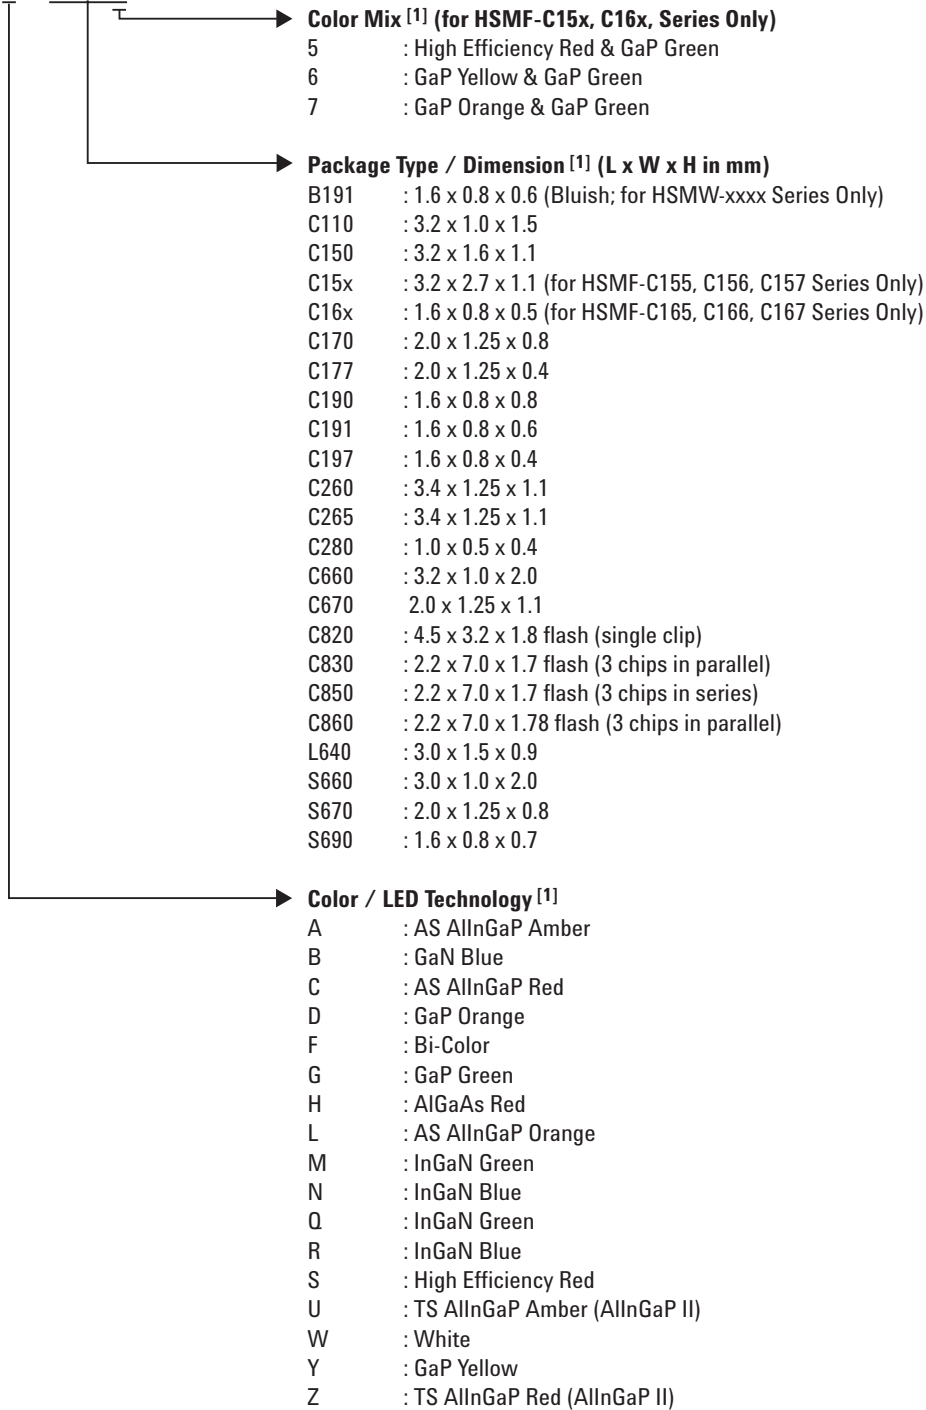 Color Mix [1] (for HSMF-C15x, C16x, Series Only)
5 : High Efficiency Red & GaP Green
6 : GaP Yellow & GaP Green
7 : GaP Orange & GaP Green
Package Type / Dimension [1] (L x W x H in mm)
B191 : 1.6 x 0.8 x 0.6 (Bluish; for HSMW-xxxx Series Only)
C110 : 3.2 x 1.0 x 1.5
C150 : 3.2 x 1.6 x 1.1
C15x : 3.2 x 2.7 x 1.1 (for HSMF-C155, C156, C157 Series Only)
C16x : 1.6 x 0.8 x 0.5 (for HSMF-C165, C166, C167 Series Only)
C170 : 2.0 x 1.25 x 0.8
C177 : 2.0 x 1.25 x 0.4
C190 : 1.6 x 0.8 x 0.8
C191 : 1.6 x 0.8 x 0.6
C197 : 1.6 x 0.8 x 0.4
C260 : 3.4 x 1.25 x 1.1
C265 : 3.4 x 1.25 x 1.1
C280 : 1.0 x 0.5 x 0.4
C660 : 3.2 x 1.0 x 2.0
C670 2.0 x 1.25 x 1.1
C820 : 4.5 x 3.2 x 1.8 flash (single clip)
C830 : 2.2 x 7.0 x 1.7 flash (3 chips in parallel)
C850 : 2.2 x 7.0 x 1.7 flash (3 chips in series)
C860 : 2.2 x 7.0 x 1.78 flash (3 chips in parallel)
L640 : 3.0 x 1.5 x 0.9
S660 : 3.0 x 1.0 x 2.0
S670 : 2.0 x 1.25 x 0.8
S690 : 1.6 x 0.8 x 0.7
Color / LED Technology [1]
A : AS AlInGaP Amber
B : GaN Blue
C : AS AlInGaP Red
D : GaP Orange
F : Bi-Color
G : GaP Green
H : AlGaAs Red
L : AS AlInGaP Orange
M : InGaN Green
N : InGaN Blue
Q : InGaN Green
R : InGaN Blue
S : High Efficiency Red
U : TS AlInGaP Amber (AlInGaP II)
W : White
Y : GaP Yellow
Z : TS AlInGaP Red (AlInGaP II)